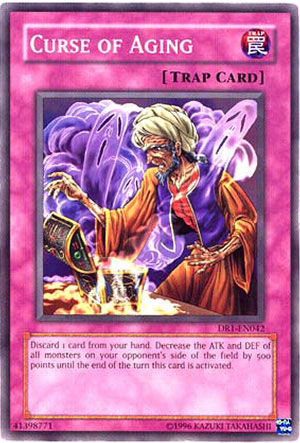 CURSE OF AGING
TRAP
罠
[TRAP CARD]
DR1-EN042
Discard 1 card from your hand. Decrease the ATK and DEF of
all monsters on your opponent's side of the field by 500
points until the end of the turn this card is activated.
41398771
©1996 KAZUKI TAKAHASHI